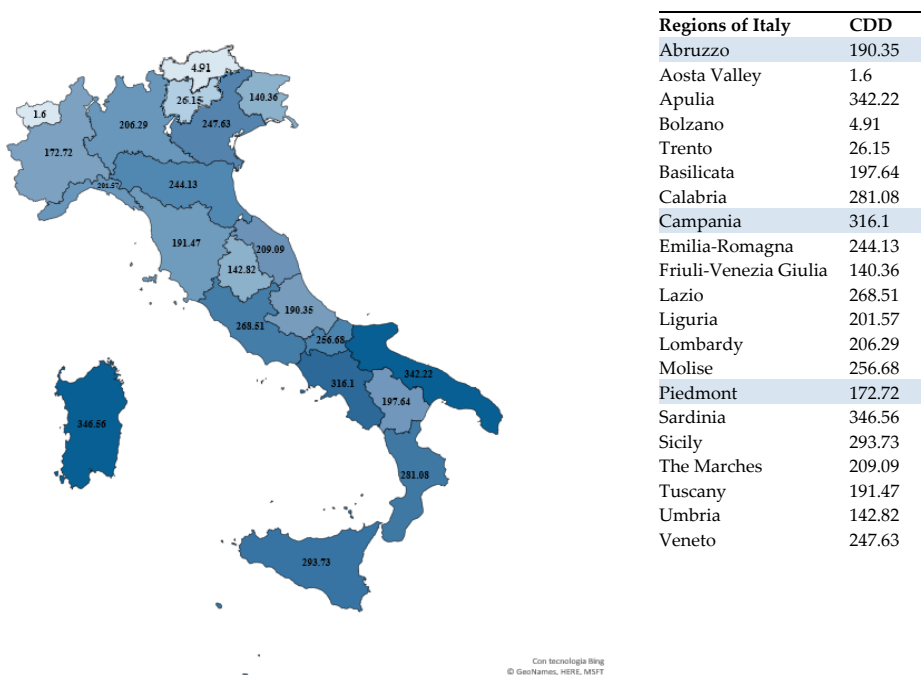 4.91
26.15
140.36
1.6
206.29
247.63
172.72
201.57
244.13
191.47
209.09
142.82
190.35
268.51
256.68
342.22
316.1
197.64
346.56
281.08
293.73
Con tecnologia Bing
© GeoNames, HERE, MSFT
Regions of Italy CDD
Abruzzo 190.35
Aosta Valley 1.6
Apulia 342.22
Bolzano 4.91
Trento 26.15
Basilicata 197.64
Calabria 281.08
Campania 316.1
Emilia-Romagna 244.13
Friuli-Venezia Giulia 140.36
Lazio 268.51
Liguria 201.57
Lombardy 206.29
Molise 256.68
Piedmont 172.72
Sardinia 346.56
Sicily 293.73
The Marches 209.09
Tuscany 191.47
Umbria 142.82
Veneto 247.63